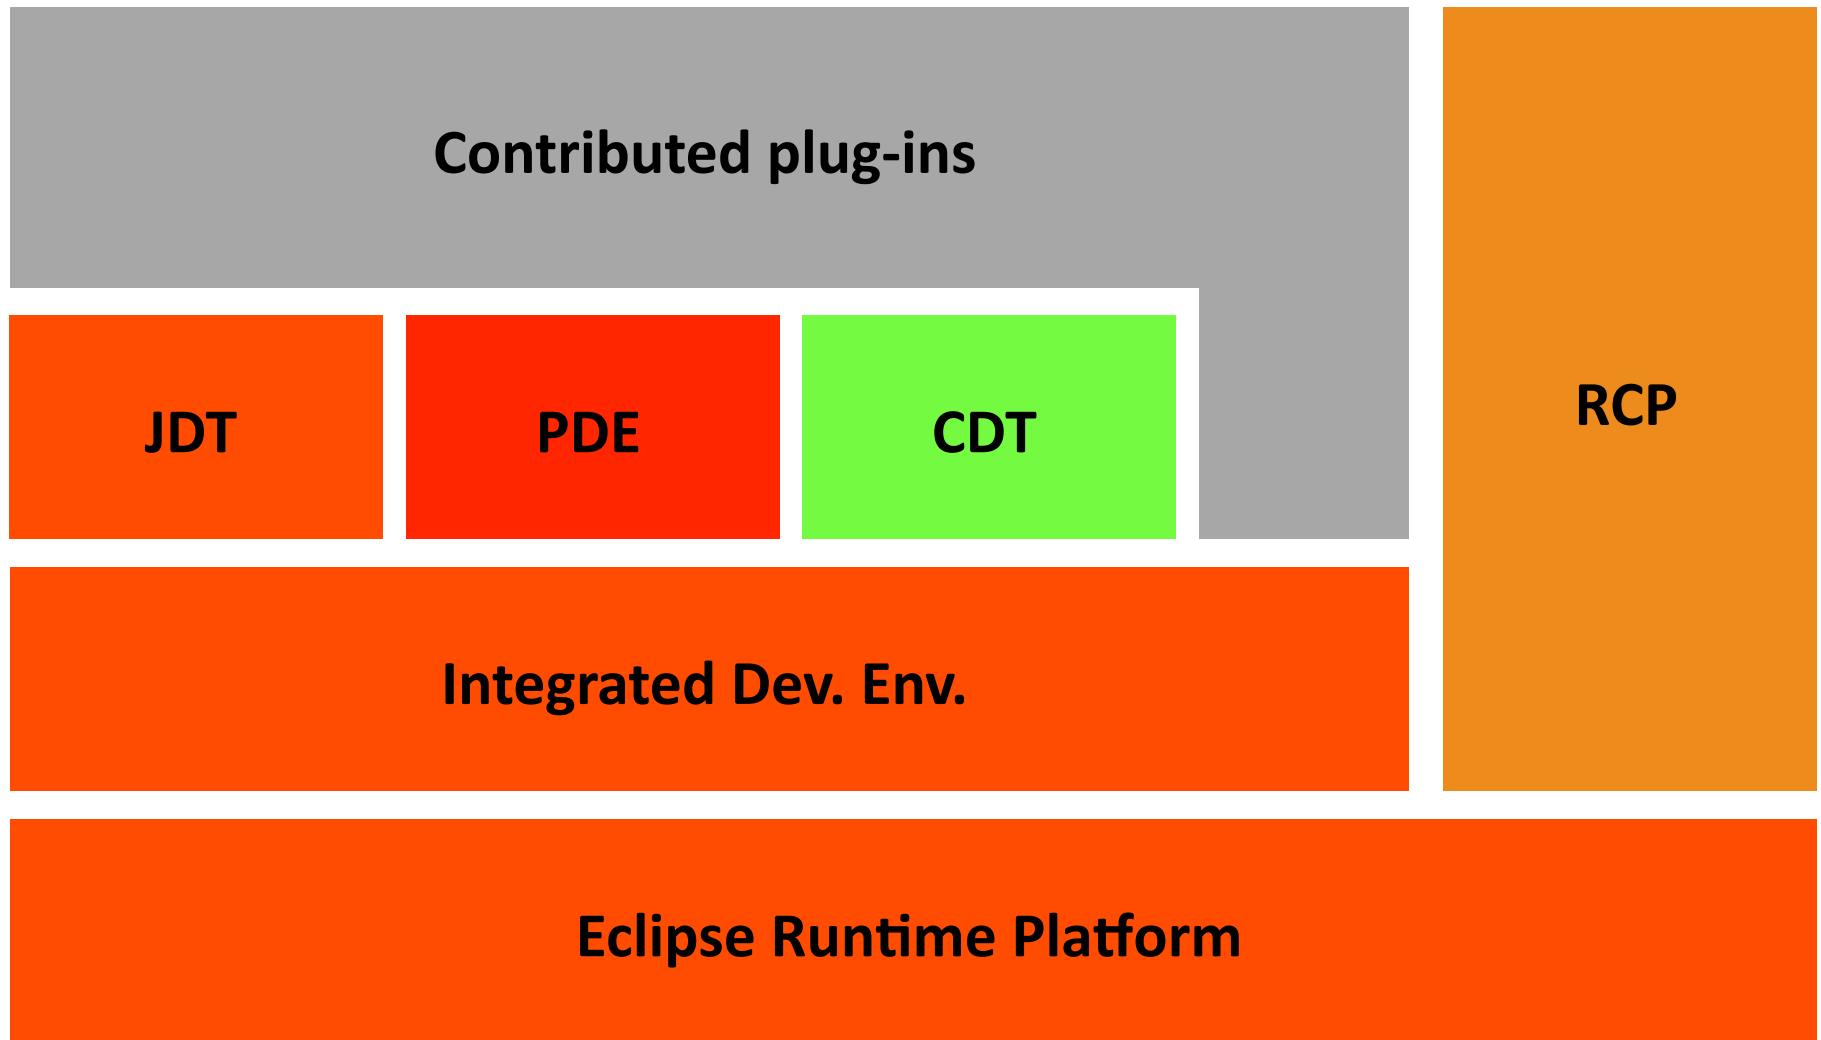 Contributed plug-ins
JDT
PDE
CDT
RCP
Integrated Dev. Env.
Eclipse Runtime Platform